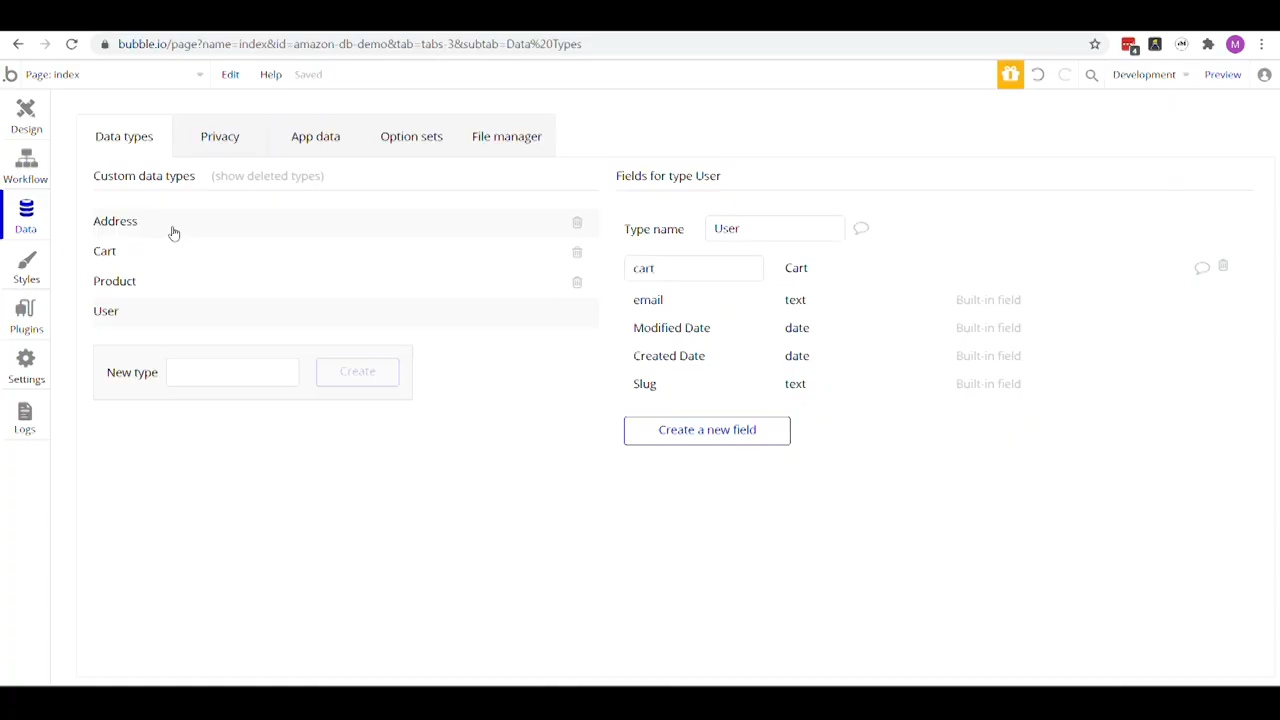 bubble.io/page?name=index&id=amazon-db-demo&tab=tabs-3&subtab=Data%20Types
4
M
b Page: index Edit Help Saved Development Preview
Design
Workflow
Data
Styles
Plugins
Settings
Logs
Data types Privacy App data Option sets File manager
Custom data types (show deleted types)
Address
Cart
Product
User
New type Create
Fields for type User
Type name User
cart Cart
email text Built-in field
Modified Date date Built-in field
Created Date date Built-in field
Slug text Built-in field
Create a new field